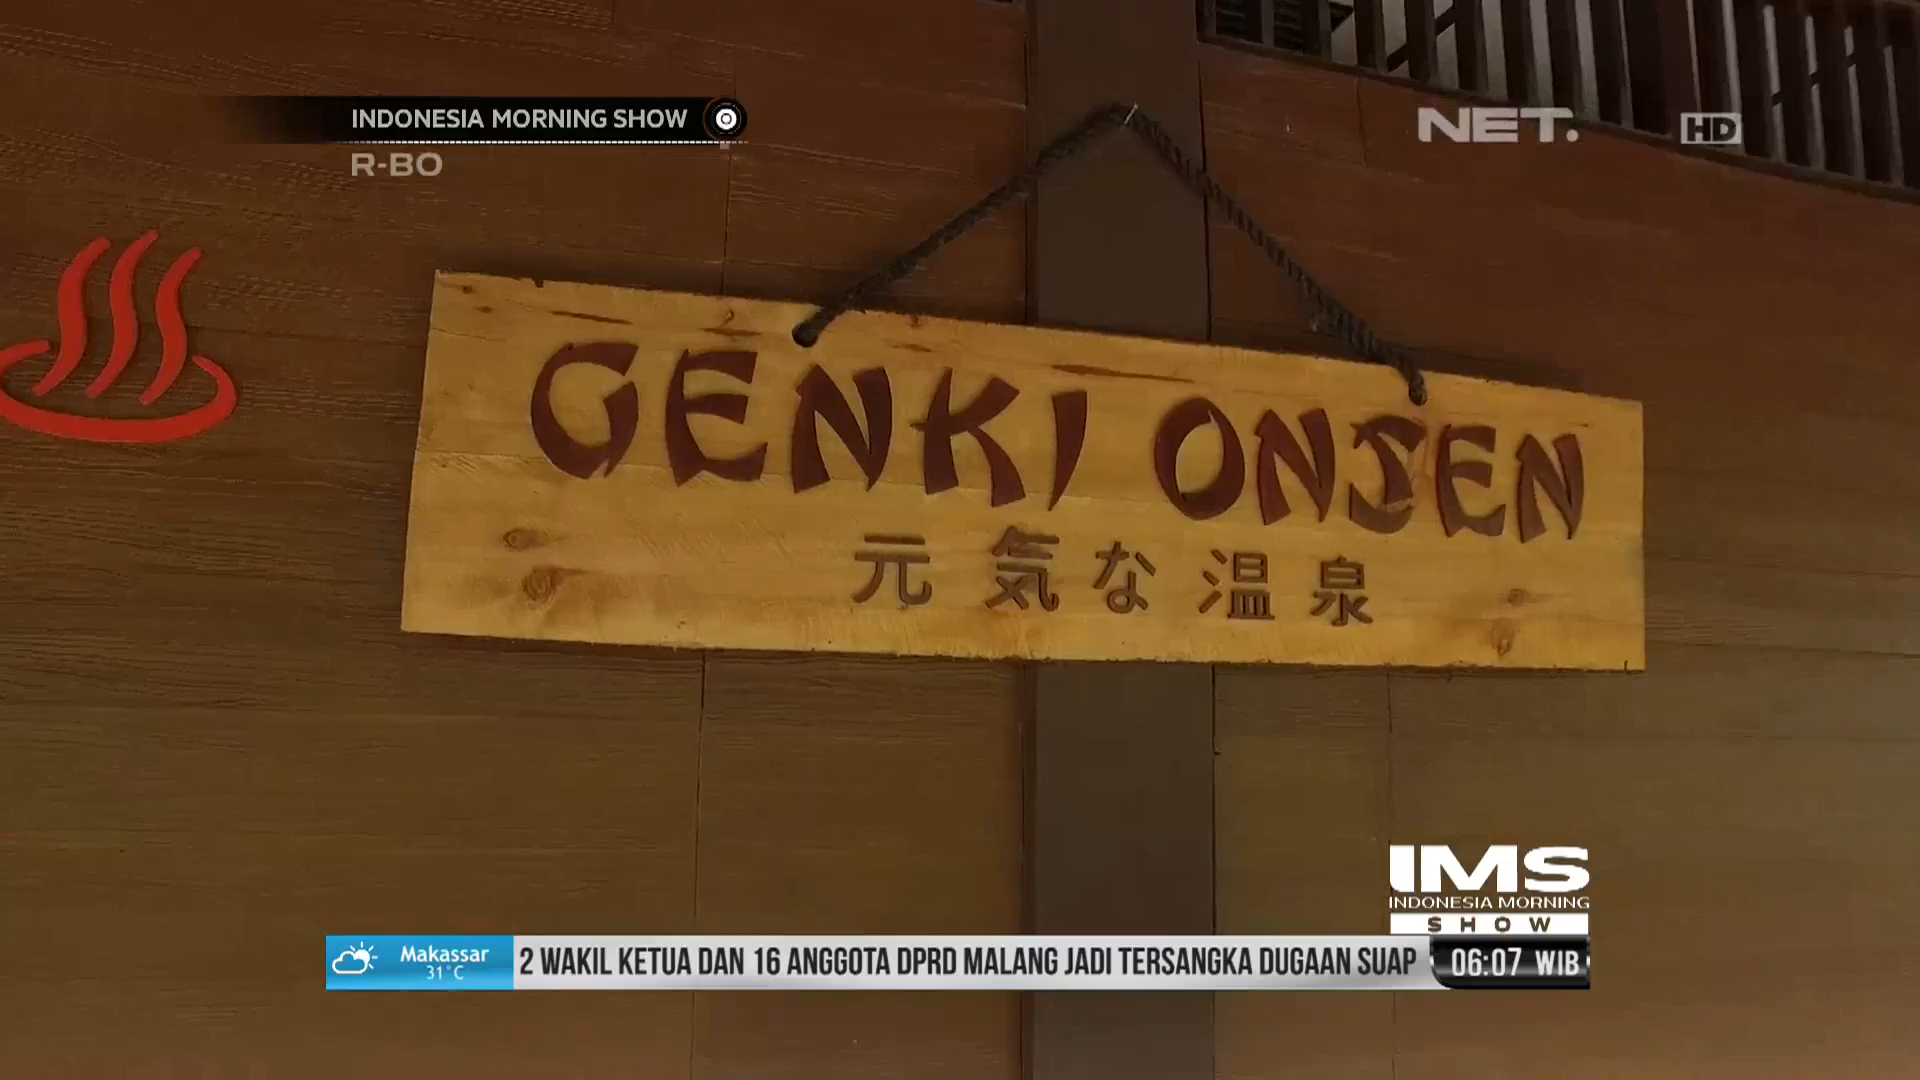 INDONESIA MORNING SHOW
R-BO
NET.
HD
GENKI ONSEN
元気な温泉
IMS
INDONESIA MORNING
SHOW
Makassar
31°C
2 WAKIL KETUA DAN 16 ANGGOTA DPRD MALANG JADI TERSANGKA DUGAAN SUAP
06:07 WIB